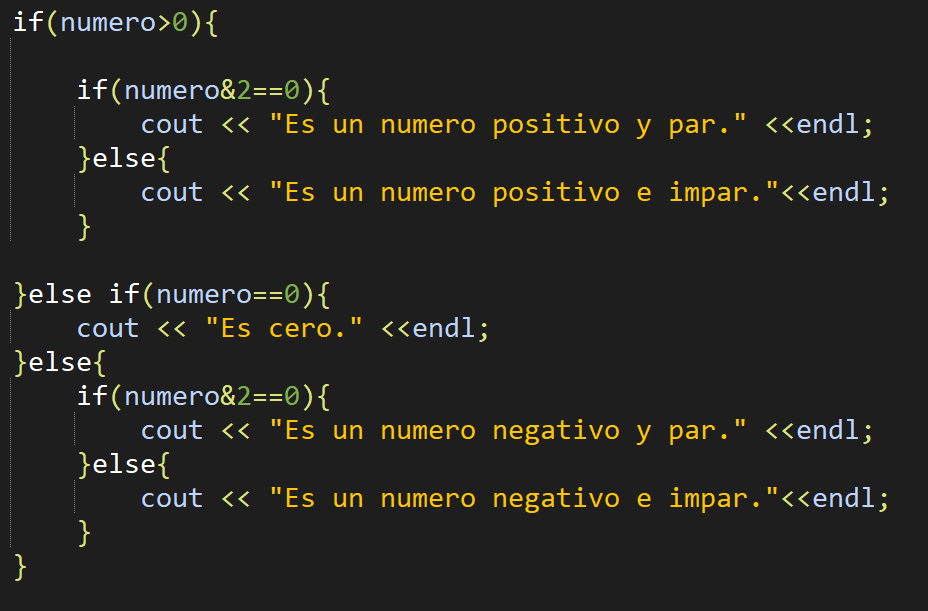 if(numero>0){
if(numero&2==0){
cout << "Es un numero positivo y par." <<endl;
}else{
cout << "Es un numero positivo e impar."<<endl;
}
}else if(numero==0){
cout << "Es cero." <<endl;
}else{
if(numero&2==0){
cout << "Es un numero negativo y par." <<endl;
}else{
cout << "Es un numero negativo e impar."<<endl;
}
}